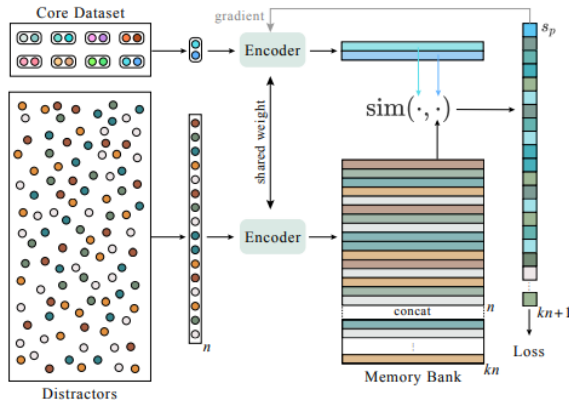 Core Dataset
gradient
Encoder
s_p
sim(·, ·)
shared weight
Encoder
n
n
concat
kn+1
kn
Loss
Distractors
Memory Bank